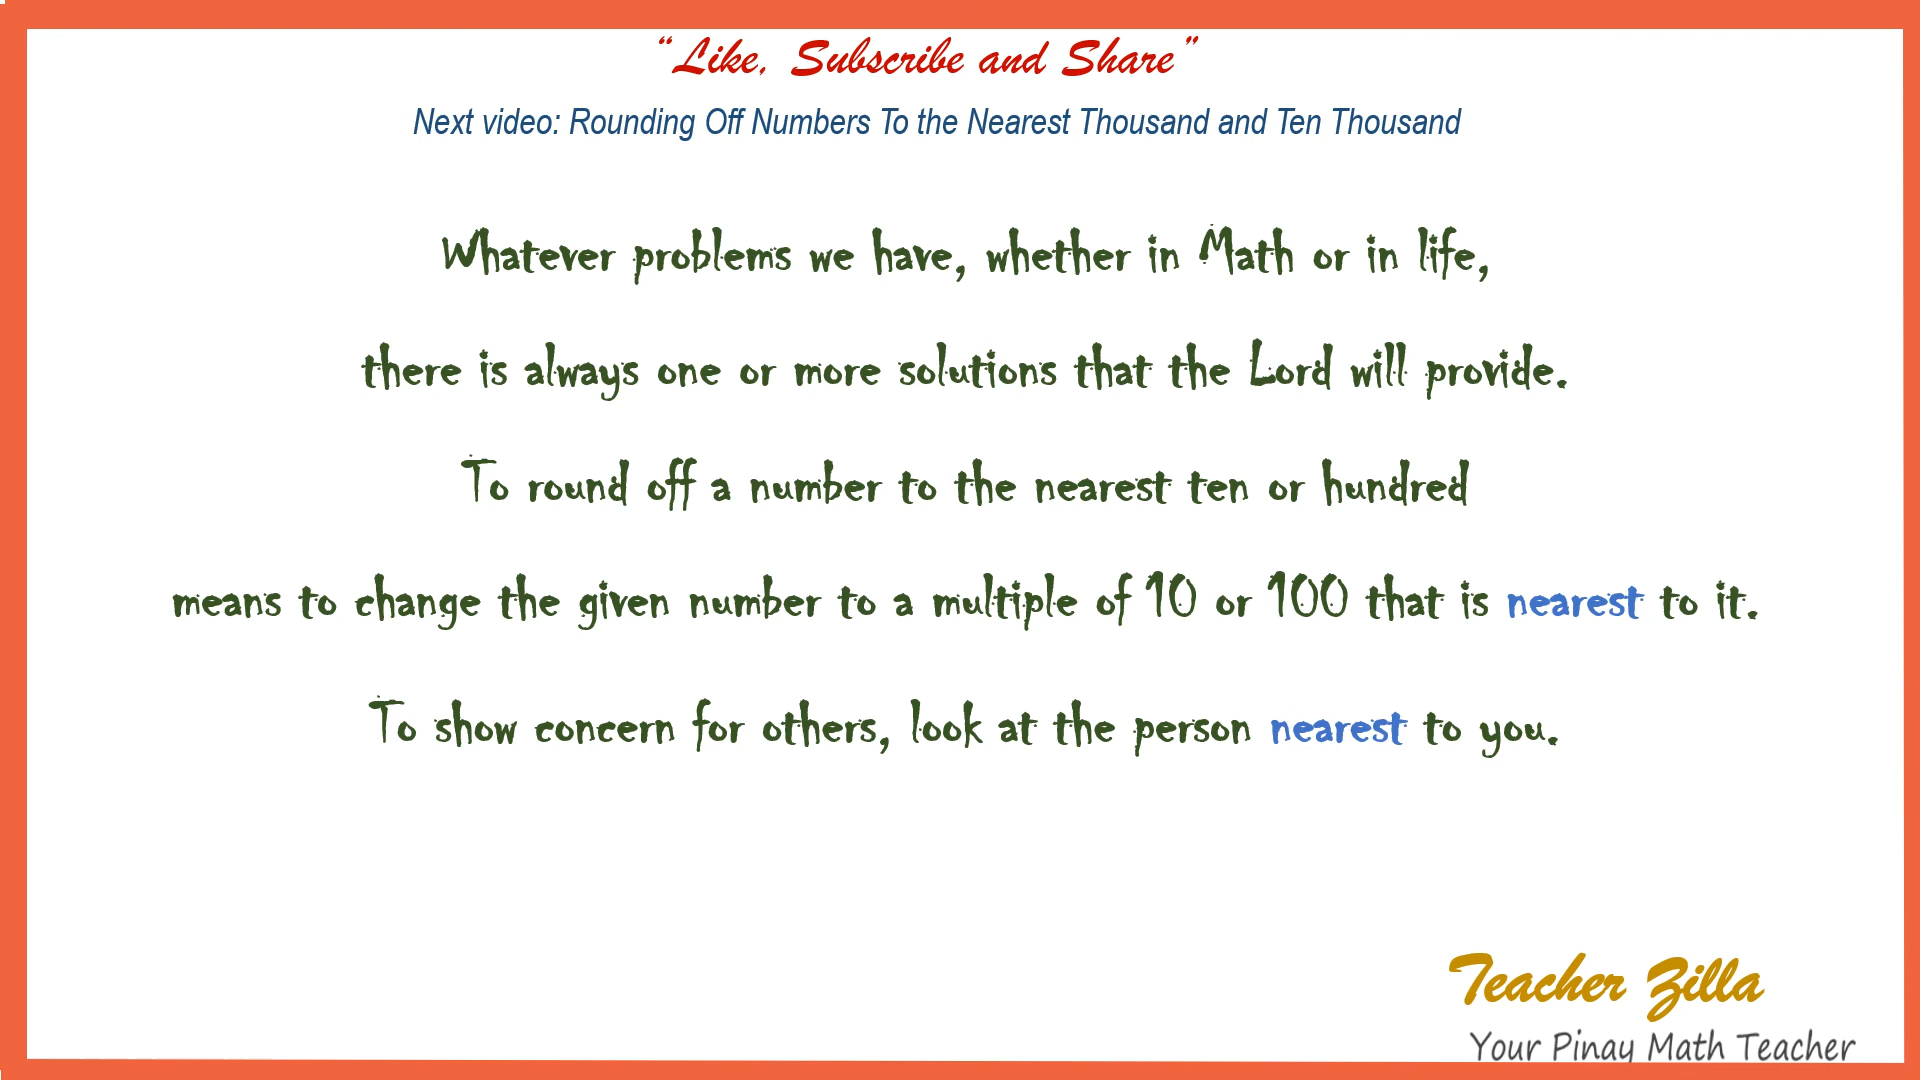 “Like, Subscribe and Share”
Next video: Rounding Off Numbers To the Nearest Thousand and Ten Thousand
Whatever problems we have, whether in Math or in life,
there is always one or more solutions that the Lord will provide.
To round off a number to the nearest ten or hundred
means to change the given number to a multiple of 10 or 100 that is nearest to it.
To show concern for others, look at the person nearest to you.
Teacher Zilla
Your Pinay Math Teacher